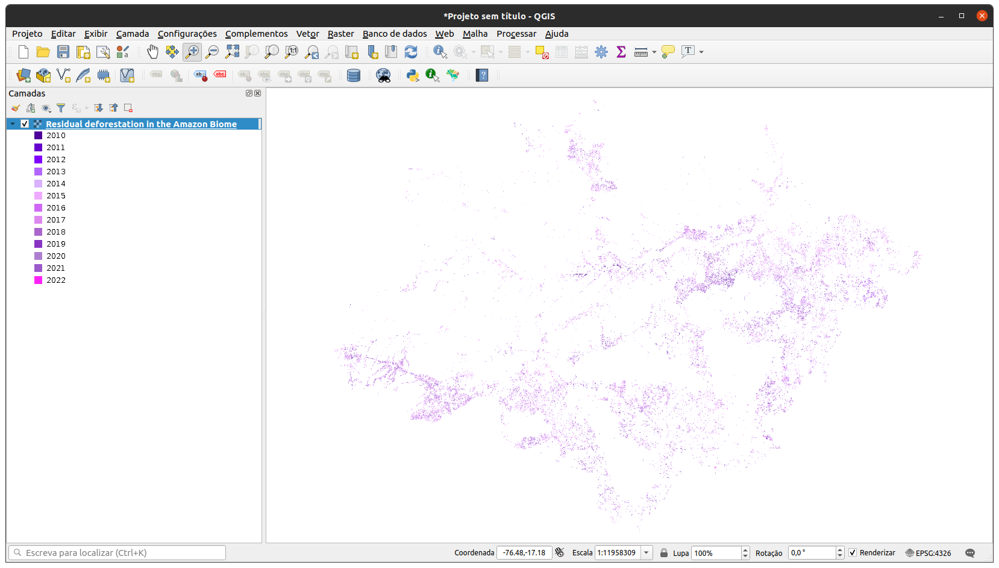 *Projeto sem título - QGIS
Projeto Editar Exibir Camada Configurações Complementos Vetor Raster Banco de dados Web Malha Processar Ajuda
Camadas
Residual deforestation in the Amazon Biome
2010
2011
2012
2013
2014
2015
2016
2017
2018
2019
2020
2021
2022
Escreva para localizar (Ctrl+K) Coordenada -76.48,-17.18 Escala 1:11958309 Lupa 100% Rotação 0,0 ° Renderizar EPSG:4326